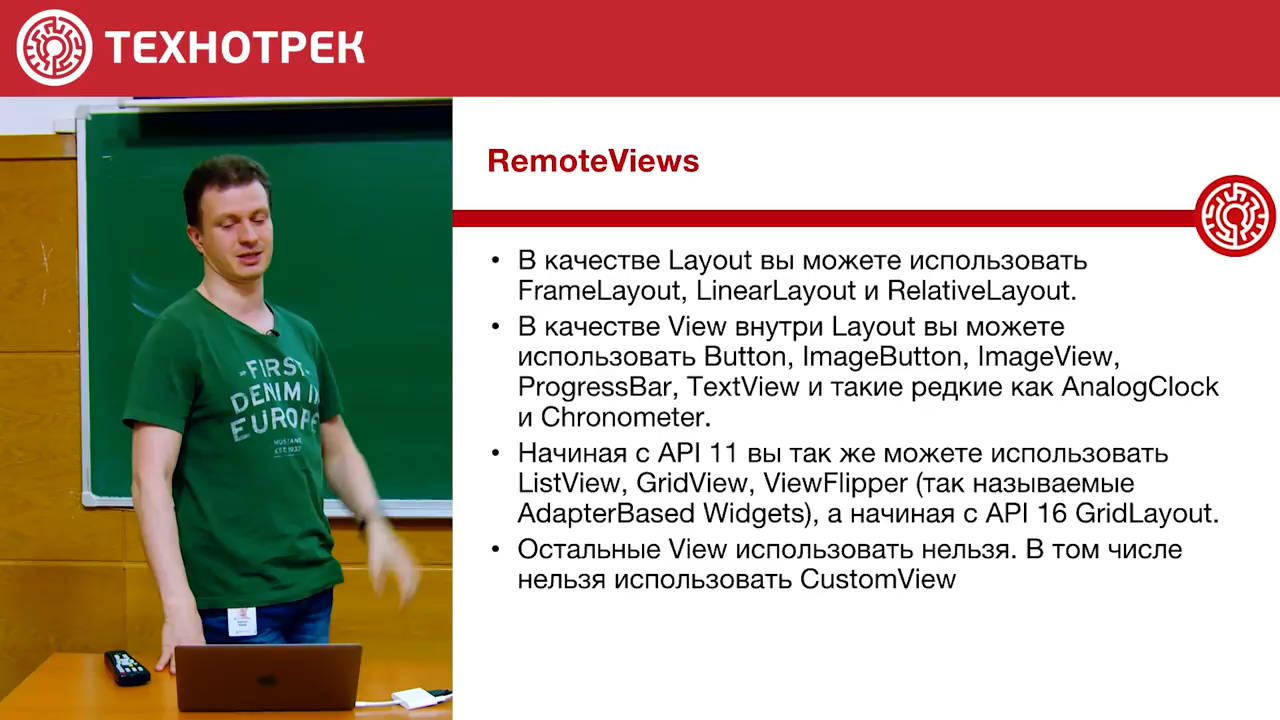 ТЕХНОТРЕК
RemoteViews
• В качестве Layout вы можете использовать
FrameLayout, LinearLayout и RelativeLayout.
• В качестве View внутри Layout вы можете
использовать Button, ImageButton, ImageView,
ProgressBar, TextView и такие редкие как AnalogClock
и Chronometer.
• Начиная с API 11 вы так же можете использовать
ListView, GridView, ViewFlipper (так называемые
AdapterBased Widgets), а начиная с API 16 GridLayout.
• Остальные View использовать нельзя. В том числе
нельзя использовать CustomView
-FIRST-
DENIM IN
EUROPE
MUSTANG
EST. 1932